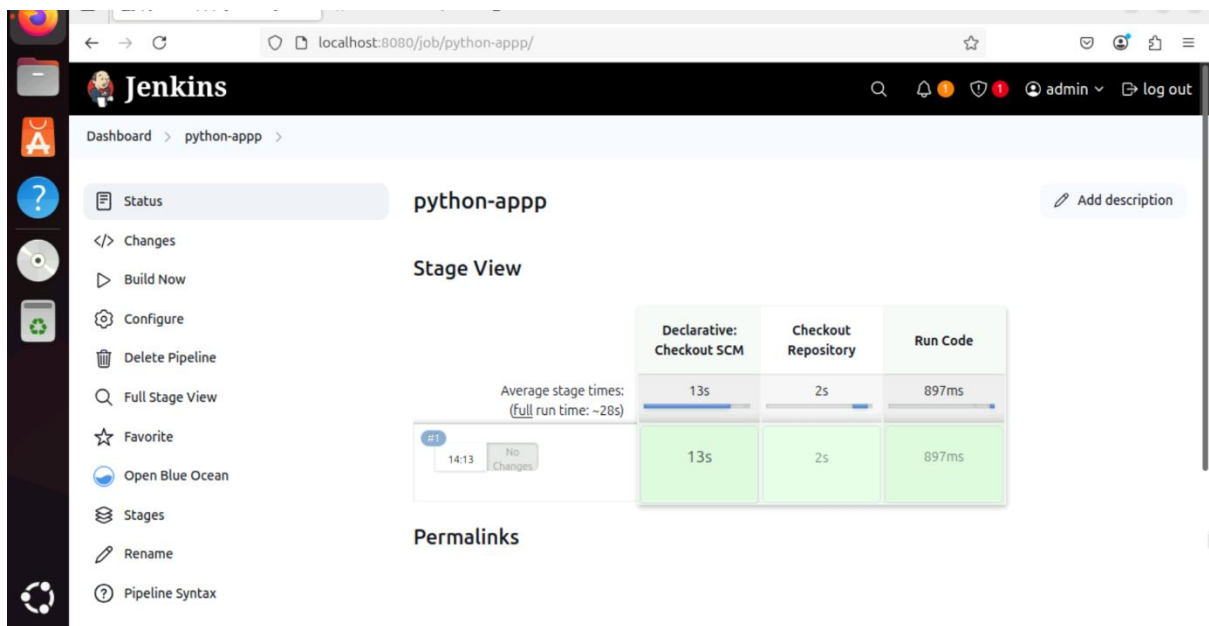 localhost:8080/job/python-appp/
Jenkins
1
1
admin
log out
Dashboard > python-appp >
Status
Changes
Build Now
Configure
Delete Pipeline
Full Stage View
Favorite
Open Blue Ocean
Stages
Rename
Pipeline Syntax
python-appp
Add description
Stage View
Declarative:
Checkout SCM
Checkout
Repository
Run Code
Average stage times:
(full run time: ~28s)
13s
2s
897ms
#1
14:13
No
Changes
13s
2s
897ms
Permalinks